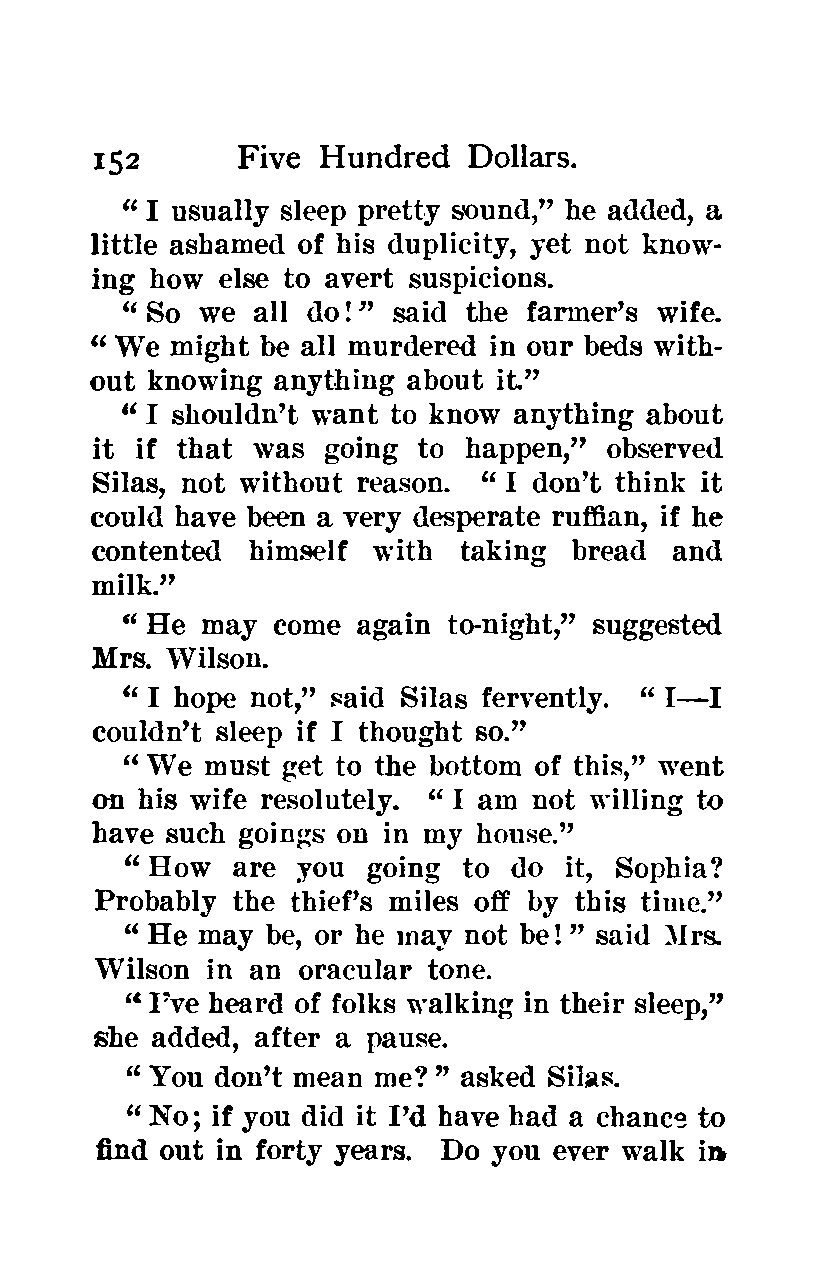 152 Five Hundred Dollars.
“ I usually sleep pretty sound,” he added, a
little ashamed of his duplicity, yet not know-
ing how else to avert suspicions.
“ So we all do! ” said the farmer’s wife.
“ We might be all murdered in our beds with-
out knowing anything about it.”
“ I shouldn’t want to know anything about
it if that was going to happen,” observed
Silas, not without reason. “ I don’t think it
could have been a very desperate ruffian, if he
contented himself with taking bread and
milk.”
“ He may come again to-night,” suggested
Mrs. Wilson.
“ I hope not,” said Silas fervently. “ I—I
couldn’t sleep if I thought so.”
“ We must get to the bottom of this,” went
on his wife resolutely. “ I am not willing to
have such goings on in my house.”
“ How are you going to do it, Sophia?
Probably the thief’s miles off by this time.”
“ He may be, or he may not be! ” said Mrs.
Wilson in an oracular tone.
“ I’ve heard of folks walking in their sleep,”
she added, after a pause.
“ You don’t mean me? ” asked Silas.
“ No; if you did it I’d have had a chance to
find out in forty years. Do you ever walk in